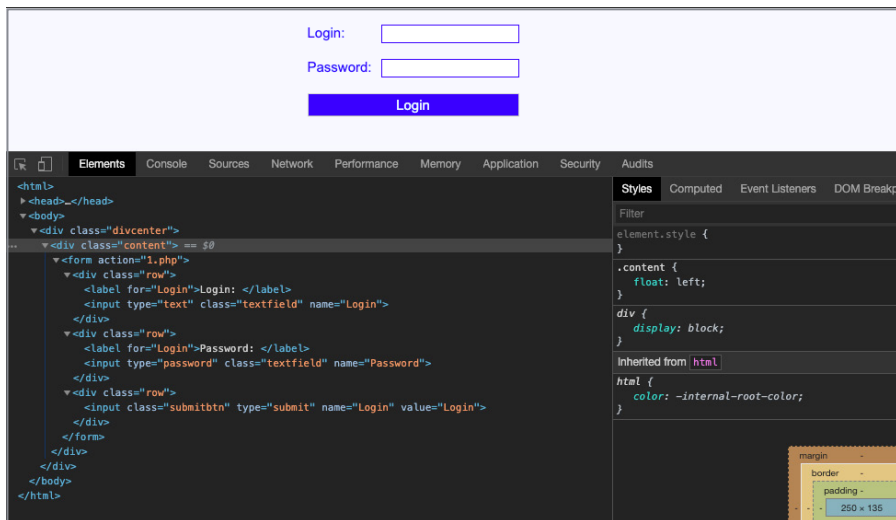 Login:
Password:
Login
Elements Console Sources Network Performance Memory Application Security Audits
<html>
<head>…</head>
<body>
<div class="divcenter">
… <div class="content"> == $0
<form action="1.php">
<div class="row">
<label for="Login">Login: </label>
<input type="text" class="textfield" name="Login">
</div>
<div class="row">
<label for="Login">Password: </label>
<input type="password" class="textfield" name="Password">
</div>
<div class="row">
<input class="submitbtn" type="submit" name="Login" value="Login">
</div>
</form>
</div>
</div>
</body>
</html>
Styles Computed Event Listeners DOM Breakp
Filter
element.style {
}
.content {
float: left;
}
div {
display: block;
}
Inherited from html
html {
color: -internal-root-color;
}
margin -
border -
padding -
- - - 250 × 135